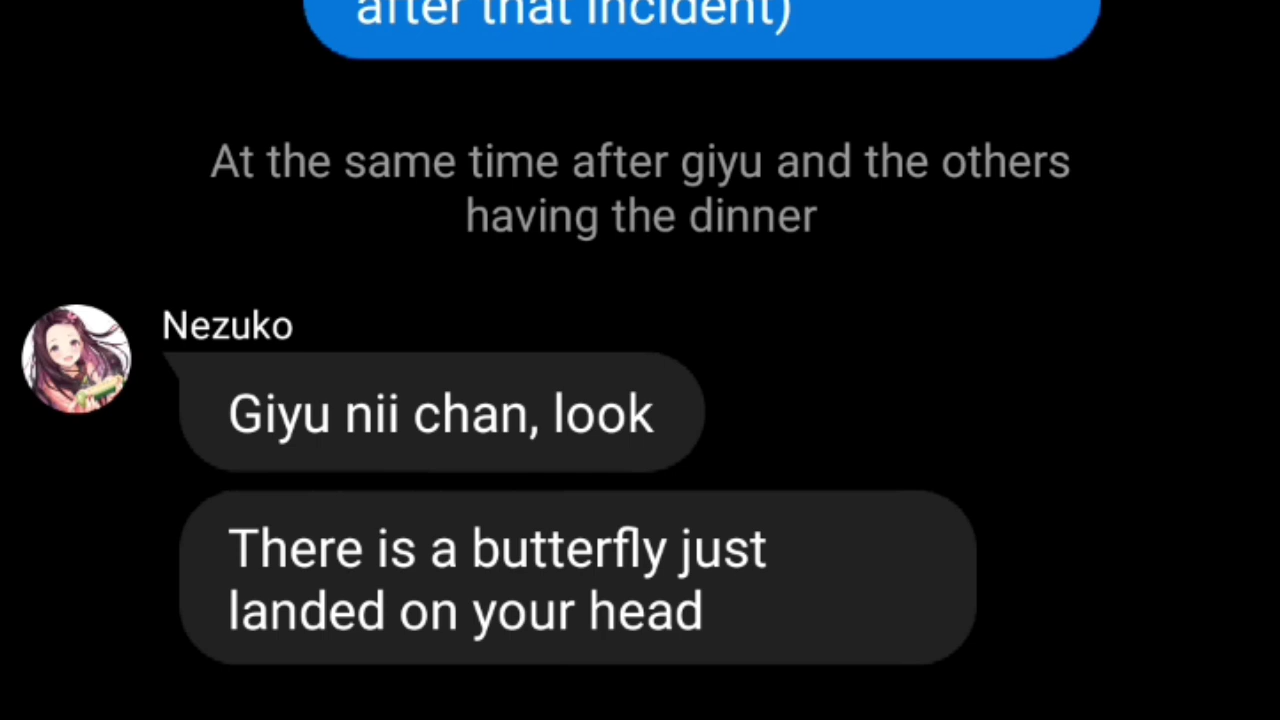 after that incident)
At the same time after giyu and the others
having the dinner
Nezuko
Giyu nii chan, look
There is a butterfly just
landed on your head